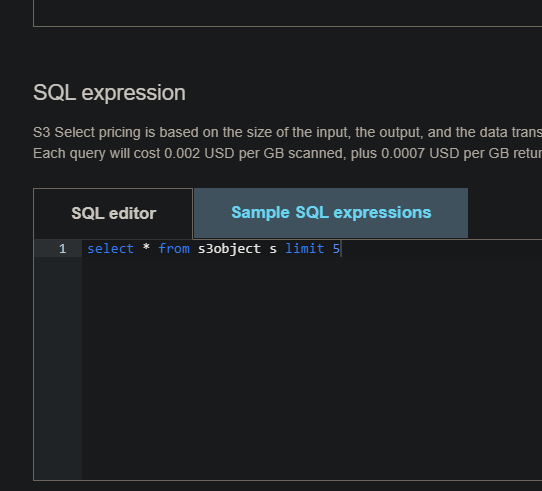 SQL expression
S3 Select pricing is based on the size of the input, the output, and the data
Each query will cost 0.002 USD per GB scanned, plus 0.0007 USD per GB
SQL editor
Sample SQL expressions
1 select * from s3object s limit 5